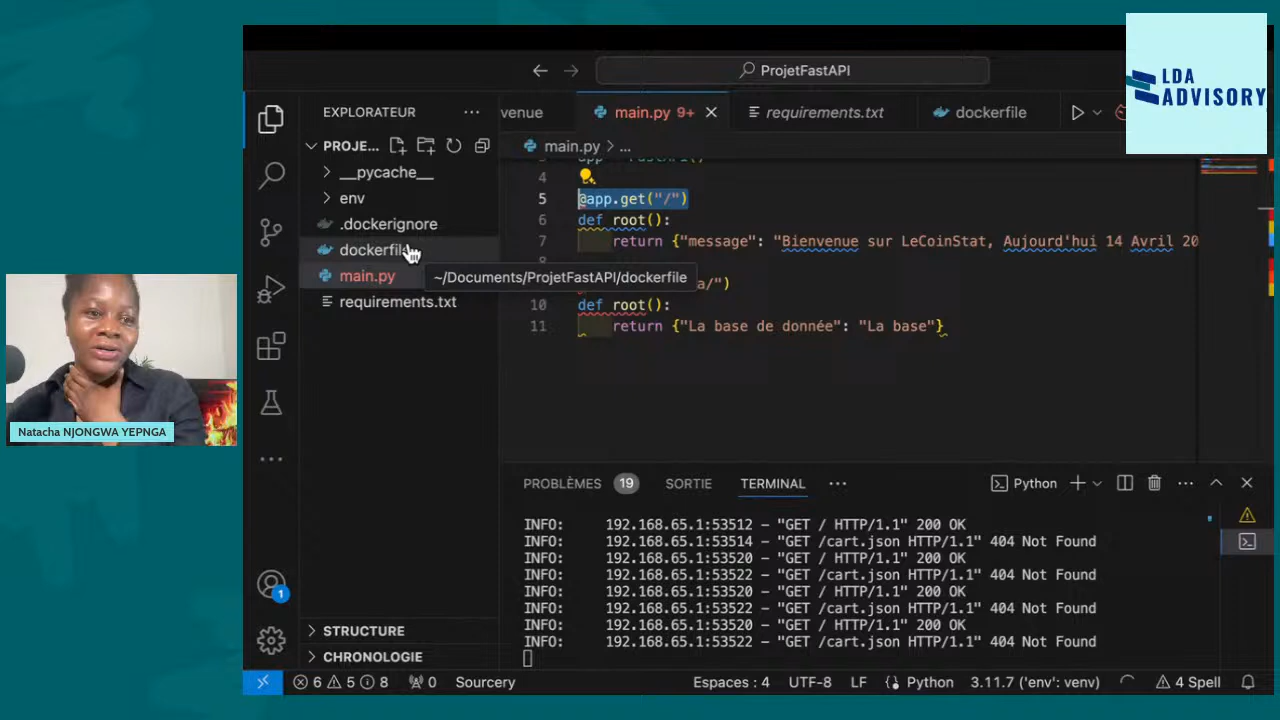 LDA
ADVISORY
ProjetFastAPI
EXPLORATEUR
venue
main.py 9+
requirements.txt
dockerfile
PROJE...
main.py > ...
__pycache__
env
.dockerignore
dockerfile
main.py
requirements.txt
~/Documents/ProjetFastAPI/dockerfile
4
5 @app.get("/")
6 def root():
7 return {"message": "Bienvenue sur LeCoinStat, Aujourd'hui 14 Avril 20
/")
10 def root():
11 return {"La base de donnée": "La base"}
Natacha NJONGWA YEPNGA
PROBLÈMES 19 SORTIE TERMINAL
Python
INFO: 192.168.65.1:53512 – "GET / HTTP/1.1" 200 OK
INFO: 192.168.65.1:53514 – "GET /cart.json HTTP/1.1" 404 Not Found
INFO: 192.168.65.1:53520 – "GET / HTTP/1.1" 200 OK
INFO: 192.168.65.1:53522 – "GET /cart.json HTTP/1.1" 404 Not Found
INFO: 192.168.65.1:53520 – "GET / HTTP/1.1" 200 OK
INFO: 192.168.65.1:53522 – "GET /cart.json HTTP/1.1" 404 Not Found
INFO: 192.168.65.1:53520 – "GET / HTTP/1.1" 200 OK
INFO: 192.168.65.1:53522 – "GET /cart.json HTTP/1.1" 404 Not Found
1
STRUCTURE
CHRONOLOGIE
6 5 8 0 Sourcery Espaces : 4 UTF-8 LF Python 3.11.7 ('env': venv) 4 Spell